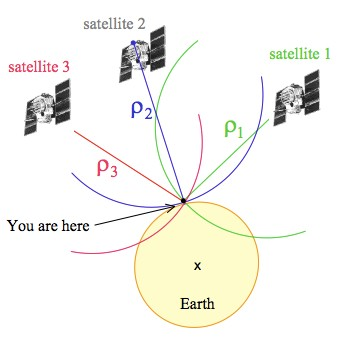 satellite 2
satellite 1
satellite 3
ρ2
ρ1
ρ3
You are here
x
Earth